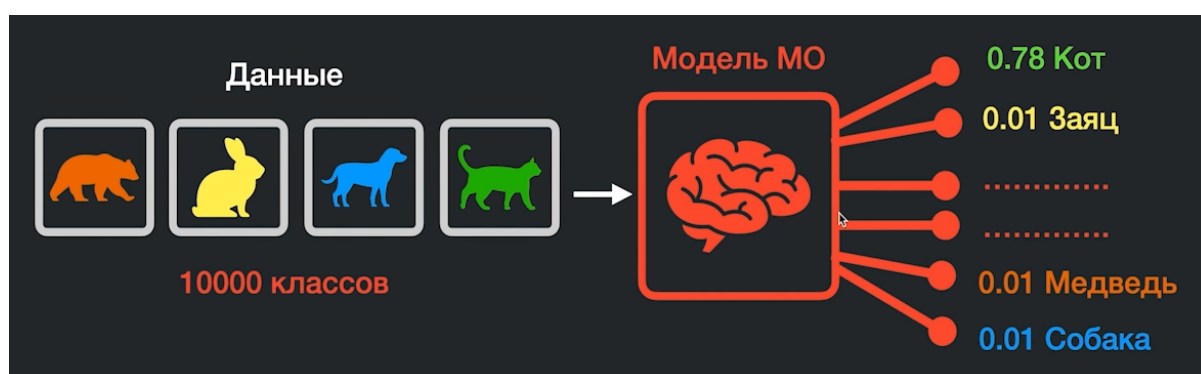 Данные
10000 классов
Модель МО
0.78 Кот
0.01 Заяц
.............
.............
0.01 Медведь
0.01 Собака